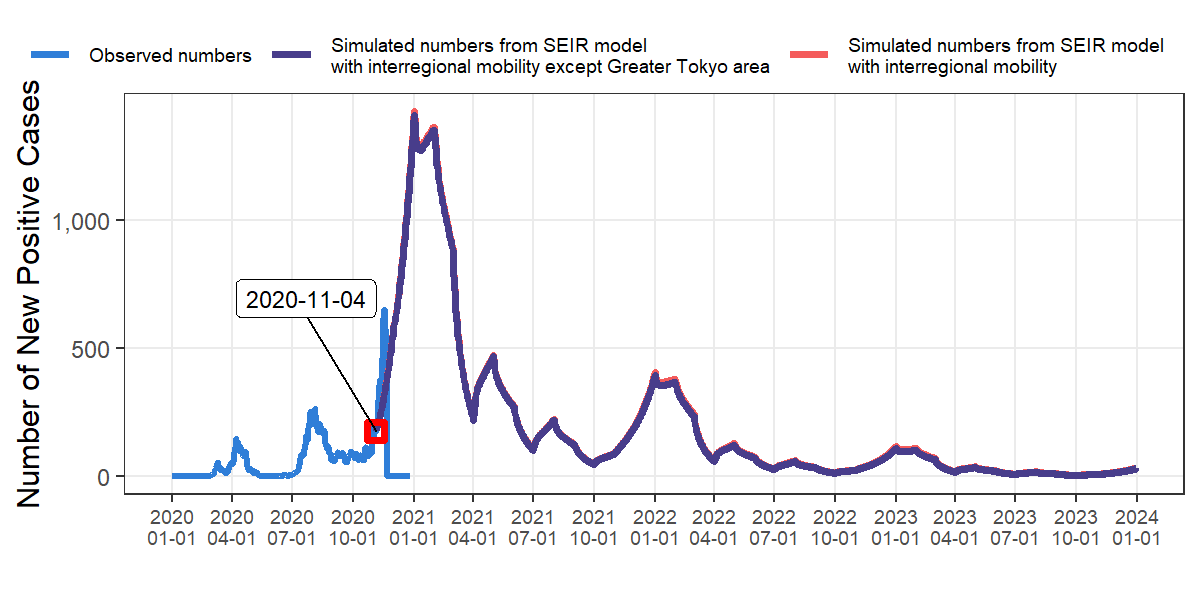 Observed numbers
Simulated numbers from SEIR model
with interregional mobility except Greater Tokyo area
Simulated numbers from SEIR model
with interregional mobility
Number of New Positive Cases
1,000
500
0
2020-11-04
2020 2020 2020 2020 2021 2021 2021 2021 2022 2022 2022 2022 2023 2023 2023 2023 2024
01-01 04-01 07-01 10-01 01-01 04-01 07-01 10-01 01-01 04-01 07-01 10-01 01-01 04-01 07-01 10-01 01-01